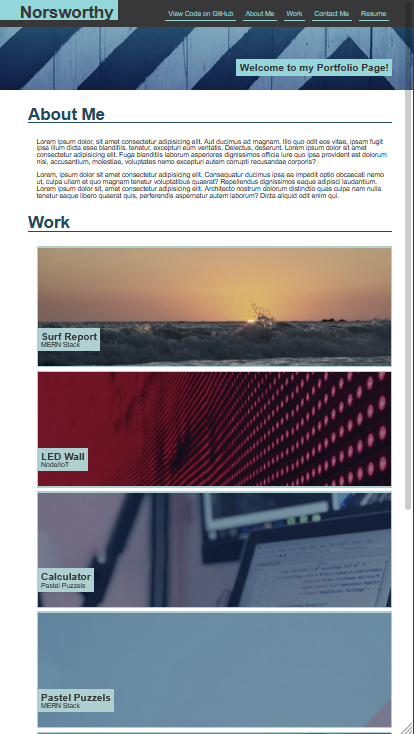 Norsworthy
View Code on GitHub
About Me
Work
Contact Me
Resume
Welcome to my Portfolio Page!
About Me
Lorem ipsum dolor, sit amet consectetur adipisicing elit. Aut ducimus ad magnam. Illo quo odit eos vitae, ipsam fugit
ipsa illum dicta esse blanditiis, tenetur, excepturi eum veritatis. Delectus, deserunt. Lorem ipsum dolor sit amet
consectetur adipisicing elit. Fuga blanditiis laborum asperiores dignissimos officia iure quo ipsa provident est dolorum
nisi, accusantium, molestiae, voluptates nemo excepturi autem corrupti recusandae corporis?
Lorem, ipsum dolor sit amet consectetur adipisicing elit. Consequatur ducimus ipsa ea impedit optio obcaecati nemo
ut, culpa ullam et quo magnam tenetur voluptatibus quaerat? Repellendus dignissimos eaque adipisci laudantium.
Lorem ipsum dolor sit, amet consectetur adipisicing elit. Architecto nostrum dolorum distinctio quas culpa nam nulla
tenetur eaque libero quaerat quis, perferendis aspernatur autem laborum? Dicta aliquid odit enim qui.
Work
Surf Report
MERN Stack
LED Wall
Node/IoT
Calculator
Pastel Puzzels
Pastel Puzzels
MERN Stack